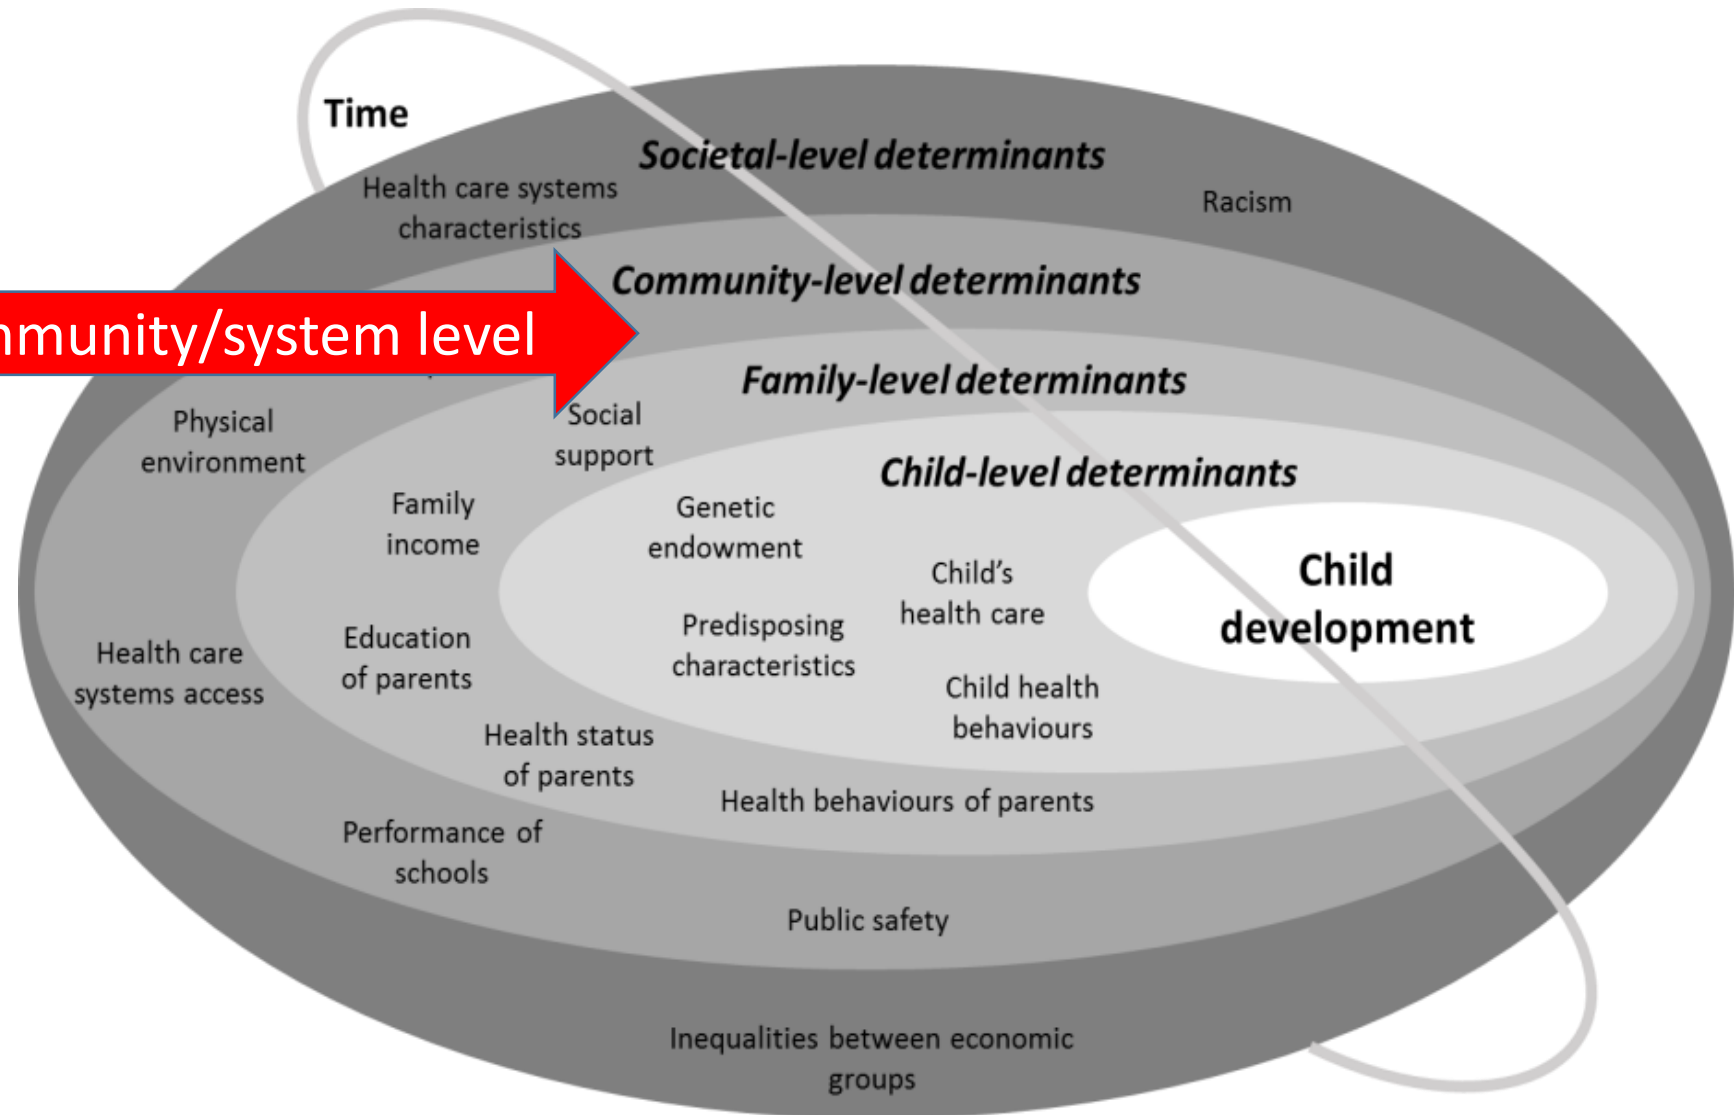 Time
Societal-level determinants
Health care systems
characteristics
Racism
Community-level determinants
/system level
Family-level determinants
Physical
environment
Social
support
Child-level determinants
Family
income
Genetic
endowment
Child’s
health care
Child
development
Education
of parents
Predisposing
characteristics
Health care
systems access
Child health
behaviours
Health status
of parents
Health behaviours of parents
Performance of
schools
Public safety
Inequalities between economic
groups